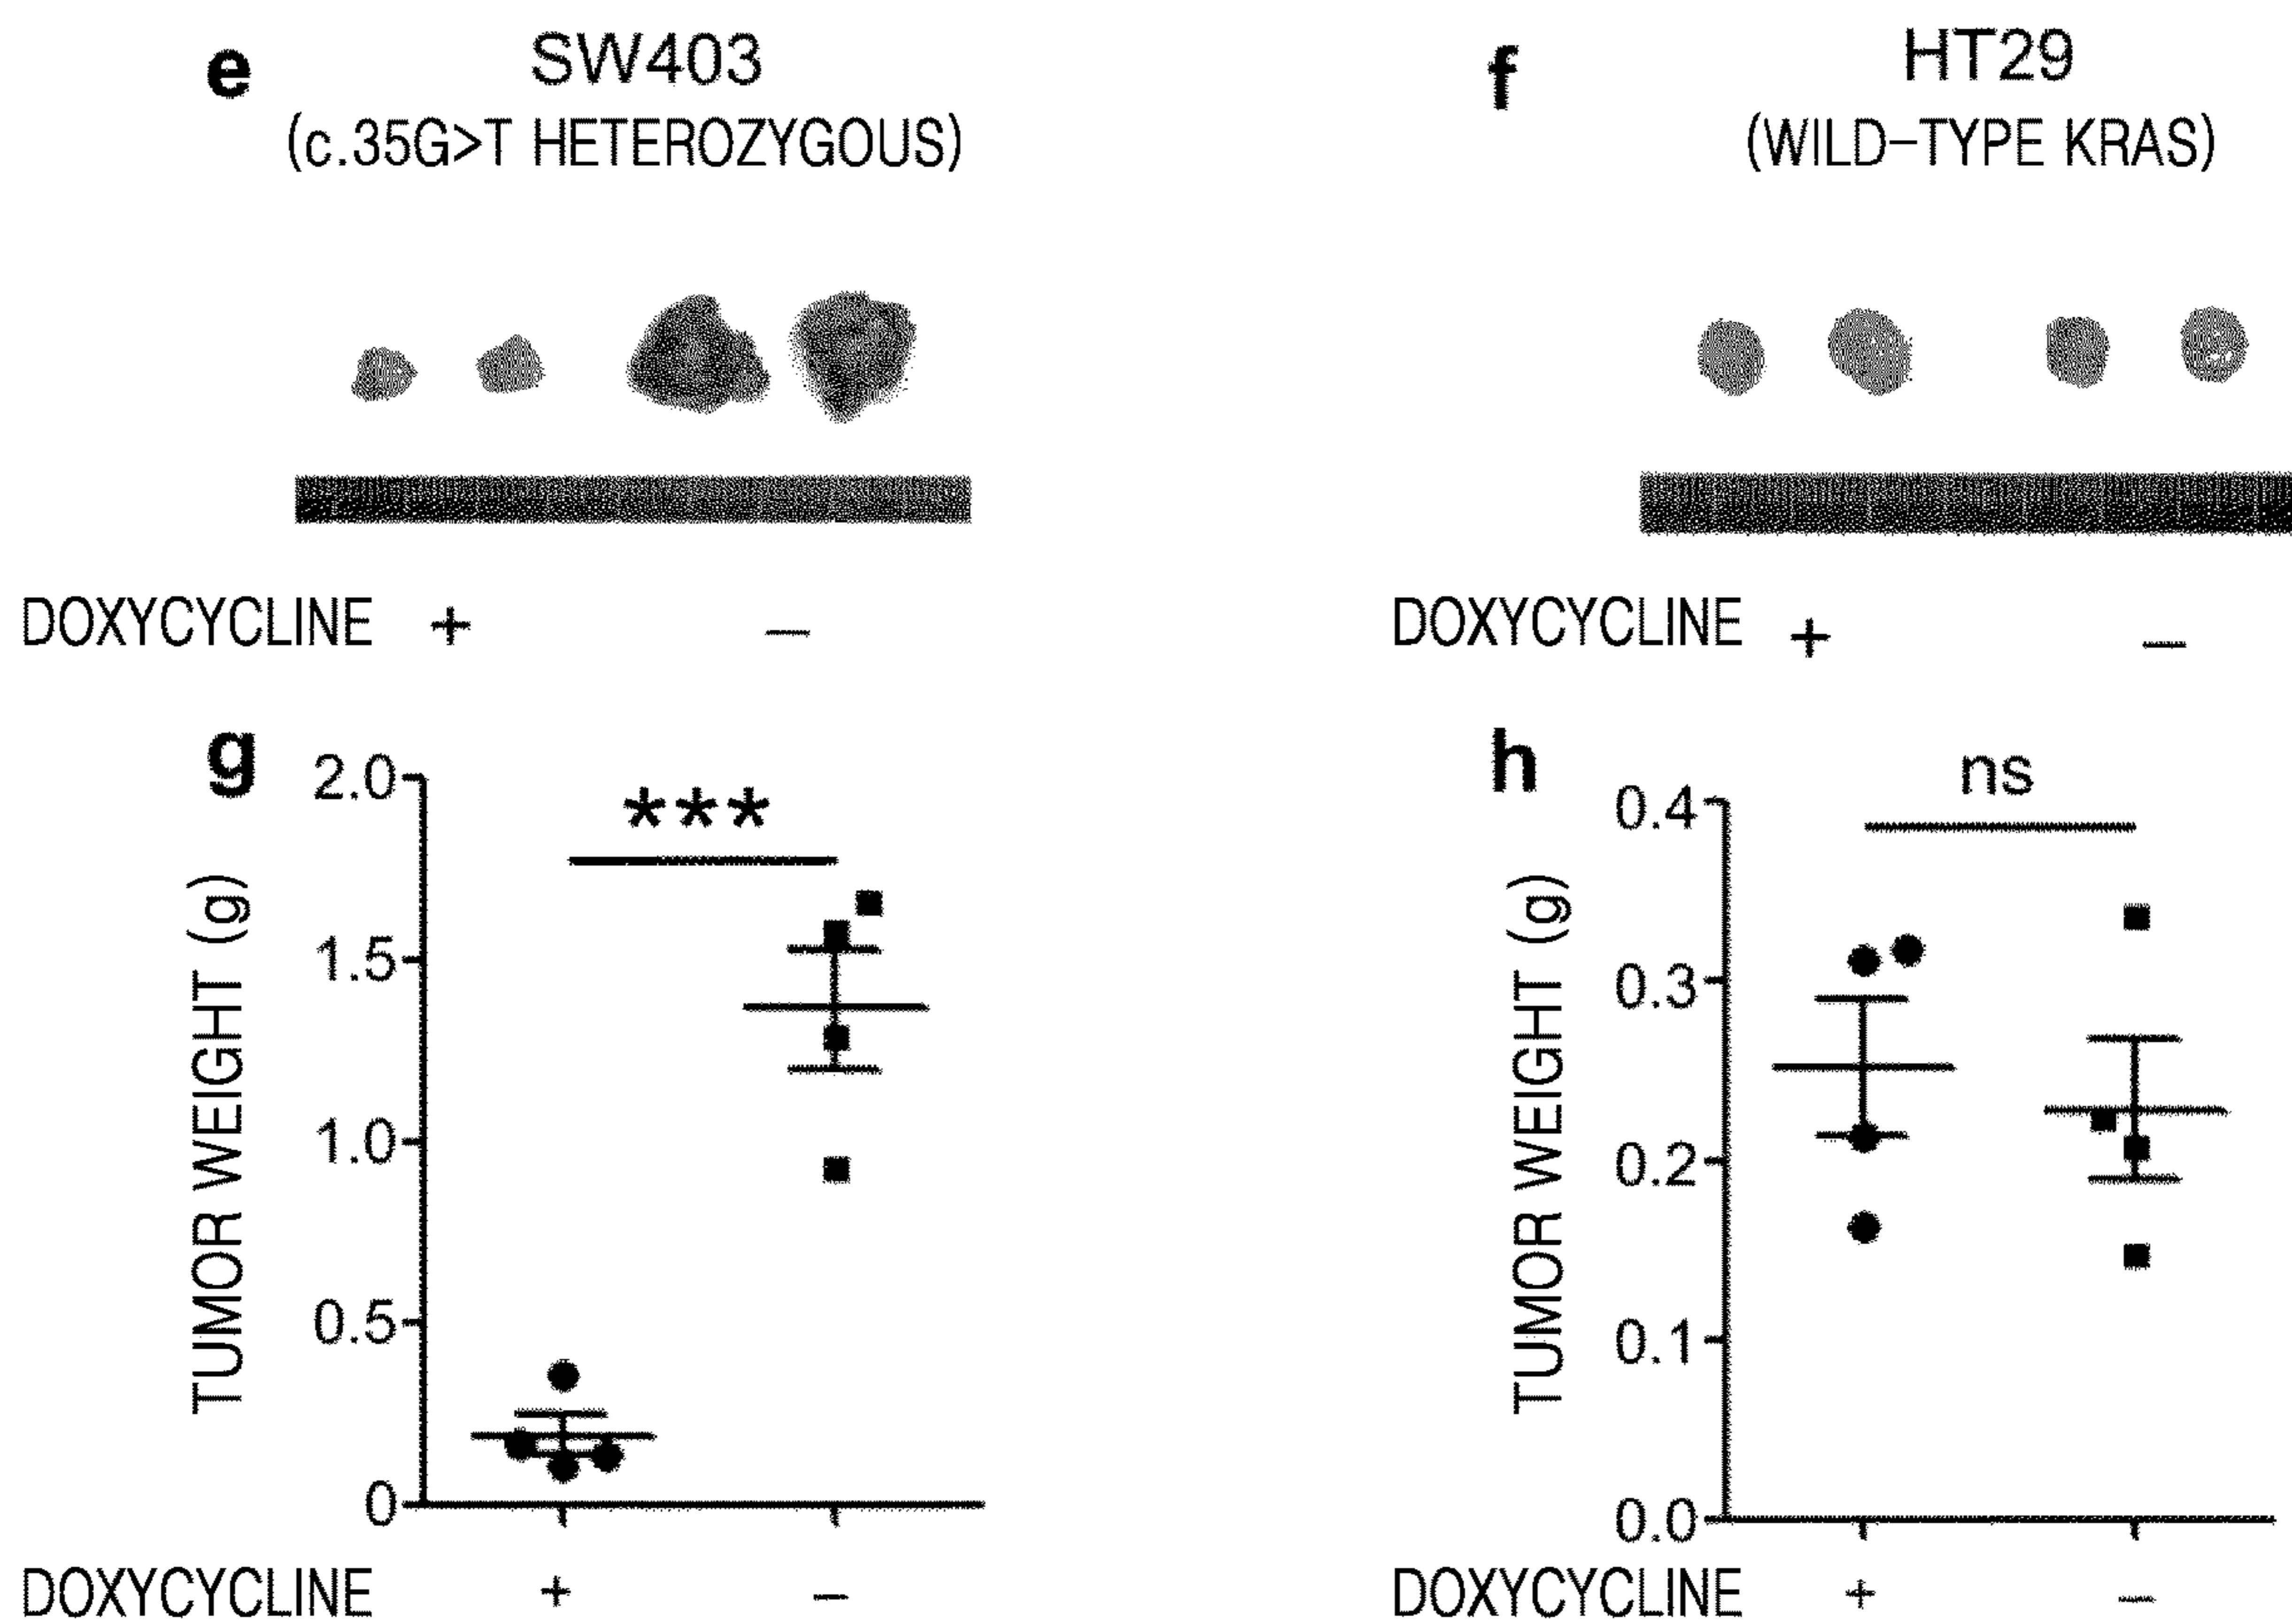 e SW403
(c.35G>T HETEROZYGOUS)
DOXYCYCLINE + −
f HT29
(WILD-TYPE KRAS)
DOXYCYCLINE + −
g
TUMOR WEIGHT (g)
2.0
1.5
1.0
0.5
0
***
DOXYCYCLINE + −
h
TUMOR WEIGHT (g)
0.4
0.3
0.2
0.1
0.0
ns
DOXYCYCLINE + −